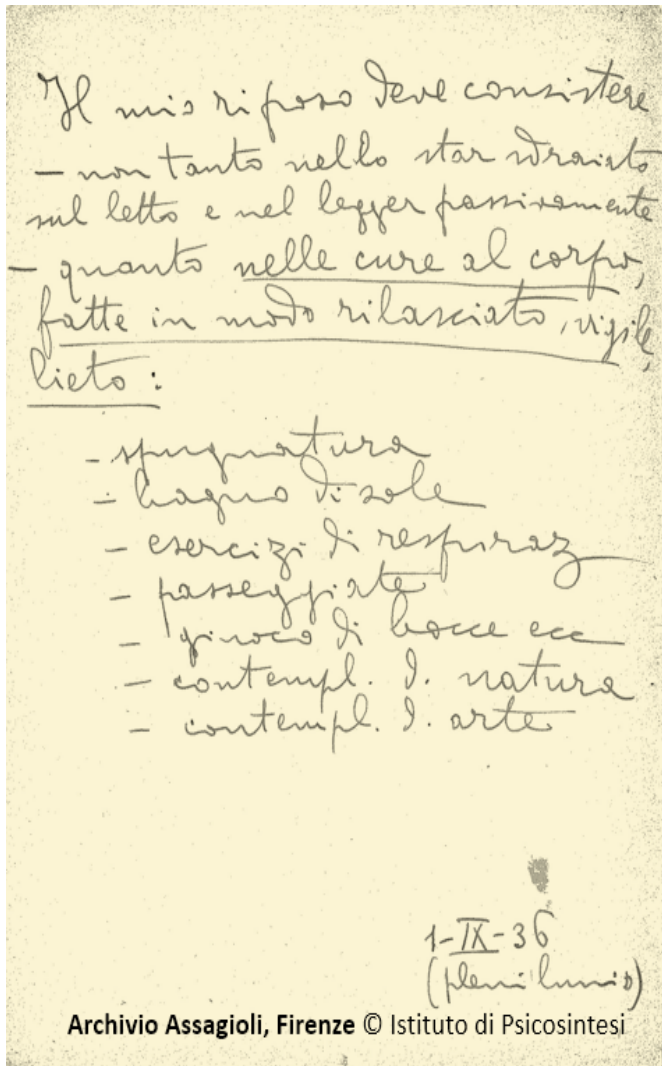 Il mio riposo deve consistere
– non tanto nello star sdraiato
sul letto e nel legger passivamente
– quanto nelle cure al corpo,
fatte in modo rilasciato, vigile,
lieto :
– spugnatura
– bagno di sole
– esercizi di respiraz
– passeggiate
– giuoco di bocce ecc
– contempl. d. natura
– contempl. d. arte
1-IX-36
(plenilunio)
Archivio Assagioli, Firenze © Istituto di Psicosintesi